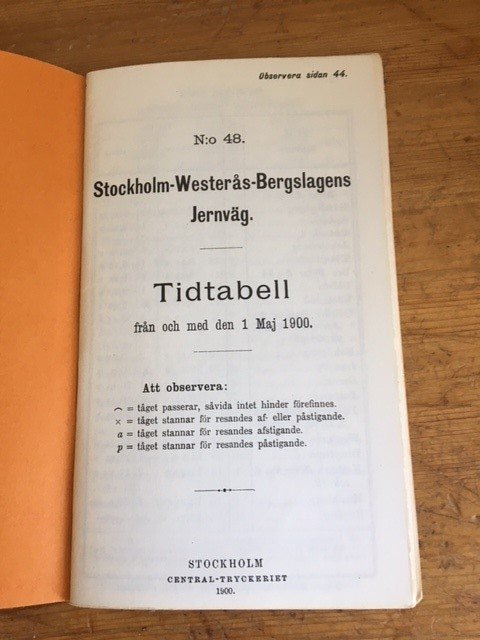 Observera sidan 44.
N:o 48.
Stockholm-Westerås-Bergslagens
Jernväg.
Tidtabell
från och med den 1 Maj 1900.
Att observera:
⌢ = tåget passerar, såvida intet hinder förefinnes.
× = tåget stannar för resandes af- eller påstigande.
a = tåget stannar för resandes afstigande.
p = tåget stannar för resandes påstigande.
STOCKHOLM
CENTRAL-TRYCKERIET
1900.